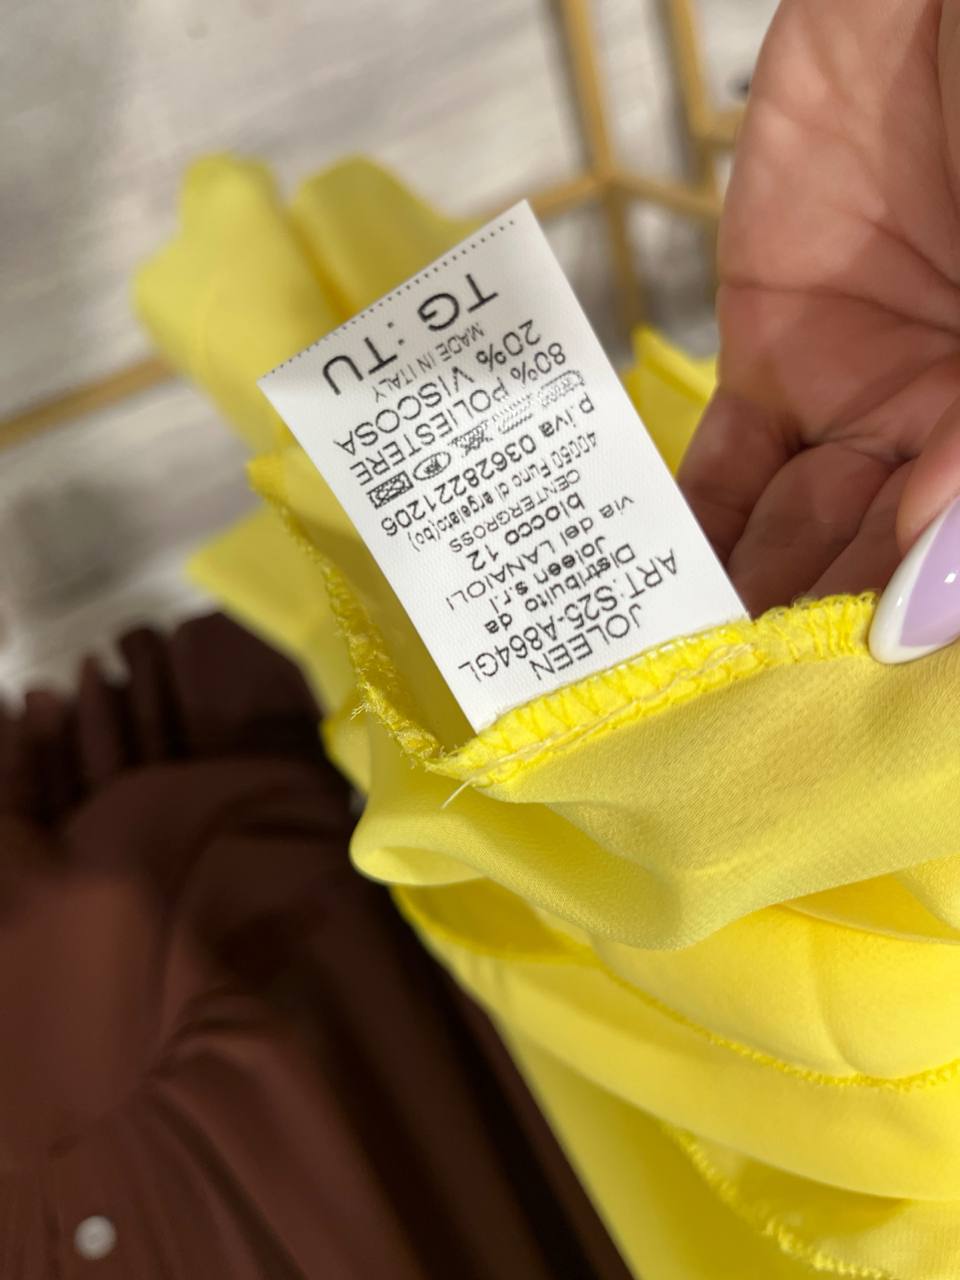 JOLEEN
ART:S25-A864GL
Distribuito da
Joleen s.r.l
via dei LANAIOLI
blocco 12
CENTERGROSS
40050 Funo di argelato(bo)
p.iva 03628221206
80% POLIESTERE
20% VISCOSA
MADE IN ITALY
TG : TU